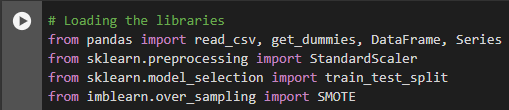 # Loading the libraries
from pandas import read_csv, get_dummies, DataFrame, Series
from sklearn.preprocessing import StandardScaler
from sklearn.model_selection import train_test_split
from imblearn.over_sampling import SMOTE